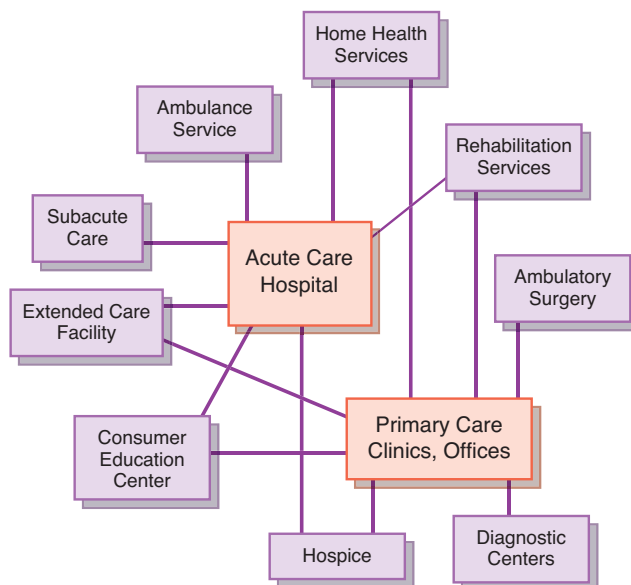 Home Health
Services
Ambulance
Service
Rehabilitation
Services
Subacute
Care
Acute Care
Hospital
Ambulatory
Surgery
Extended Care
Facility
Primary Care
Clinics, Offices
Consumer
Education
Center
Hospice
Diagnostic
Centers